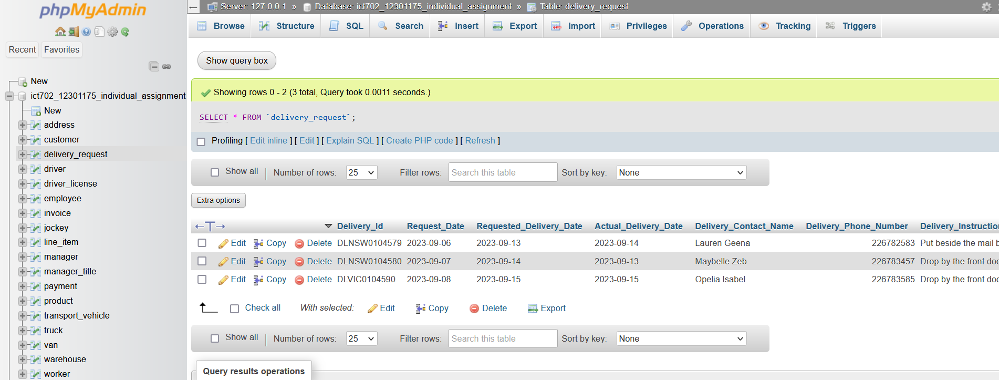 phpMyAdmin
Recent Favorites
New
ict702_12301175_individual_assignment
New
address
customer
delivery_request
driver
driver_license
employee
invoice
jockey
line_item
manager
manager_title
payment
product
transport_vehicle
truck
van
warehouse
worker
Server: 127.0.0.1 » Database: ict702_12301175_individual_assignment » Table: delivery_request
Browse Structure SQL Search Insert Export Import Privileges Operations Tracking Triggers
Show query box
Showing rows 0 - 2 (3 total, Query took 0.0011 seconds.)
SELECT * FROM `delivery_request`;
Profiling [ Edit inline ] [ Edit ] [ Explain SQL ] [ Create PHP code ] [ Refresh ]
Show all | Number of rows: 25 Filter rows: Search this table Sort by key: None
Extra options
←T→ Delivery_Id Request_Date Requested_Delivery_Date Actual_Delivery_Date Delivery_Contact_Name Delivery_Phone_Number Delivery_Instruction
Edit Copy Delete DLNSW0104579 2023-09-06 2023-09-13 2023-09-14 Lauren Geena 226782583 Put beside the mail b
Edit Copy Delete DLNSW0104580 2023-09-07 2023-09-14 2023-09-13 Maybelle Zeb 226783457 Drop by the front doo
Edit Copy Delete DLVIC0104590 2023-09-08 2023-09-15 2023-09-15 Opelia Isabel 226783585 Drop by the front doo
Check all With selected: Edit Copy Delete Export
Show all | Number of rows: 25 Filter rows: Search this table Sort by key: None
Query results operations